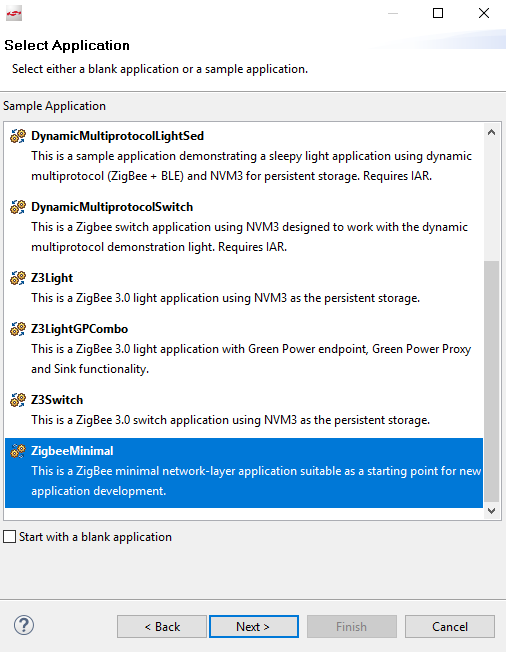 Select Application
Select either a blank application or a sample application.
Sample Application
DynamicMultiprotocolLightSed
This is a sample application demonstrating a sleepy light application using dynamic
multiprotocol (ZigBee + BLE) and NVM3 for persistent storage. Requires IAR.
DynamicMultiprotocolSwitch
This is a Zigbee switch application using NVM3 designed to work with the dynamic
multiprotocol demonstration light. Requires IAR.
Z3Light
This is a ZigBee 3.0 light application using NVM3 as the persistent storage.
Z3LightGPCombo
This is a ZigBee 3.0 light application with Green Power endpoint, Green Power Proxy
and Sink functionality.
Z3Switch
This is a ZigBee 3.0 switch application using NVM3 as the persistent storage.
ZigbeeMinimal
This is a ZigBee minimal network-layer application suitable as a starting point for new
application development.
Start with a blank application
?
< Back
Next >
Finish
Cancel